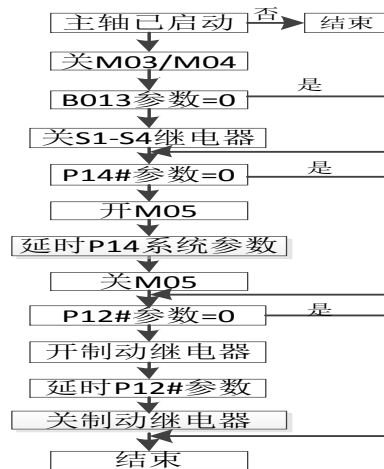 主轴已启动 否 结束
关M03/M04
B013参数=0 是
关S1-S4继电器
P14#参数=0 是
开M05
延时P14系统参数
关M05
P12#参数=0 是
开制动继电器
延时P12#参数
关制动继电器
结束